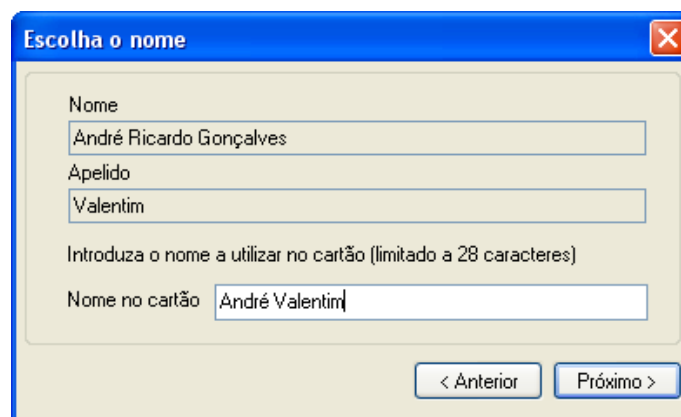 Escolha o nome
Nome
André Ricardo Gonçalves
Apelido
Valentim
Introduza o nome a utilizar no cartão (limitado a 28 caracteres)
Nome no cartão André Valentim
< Anterior Próximo >